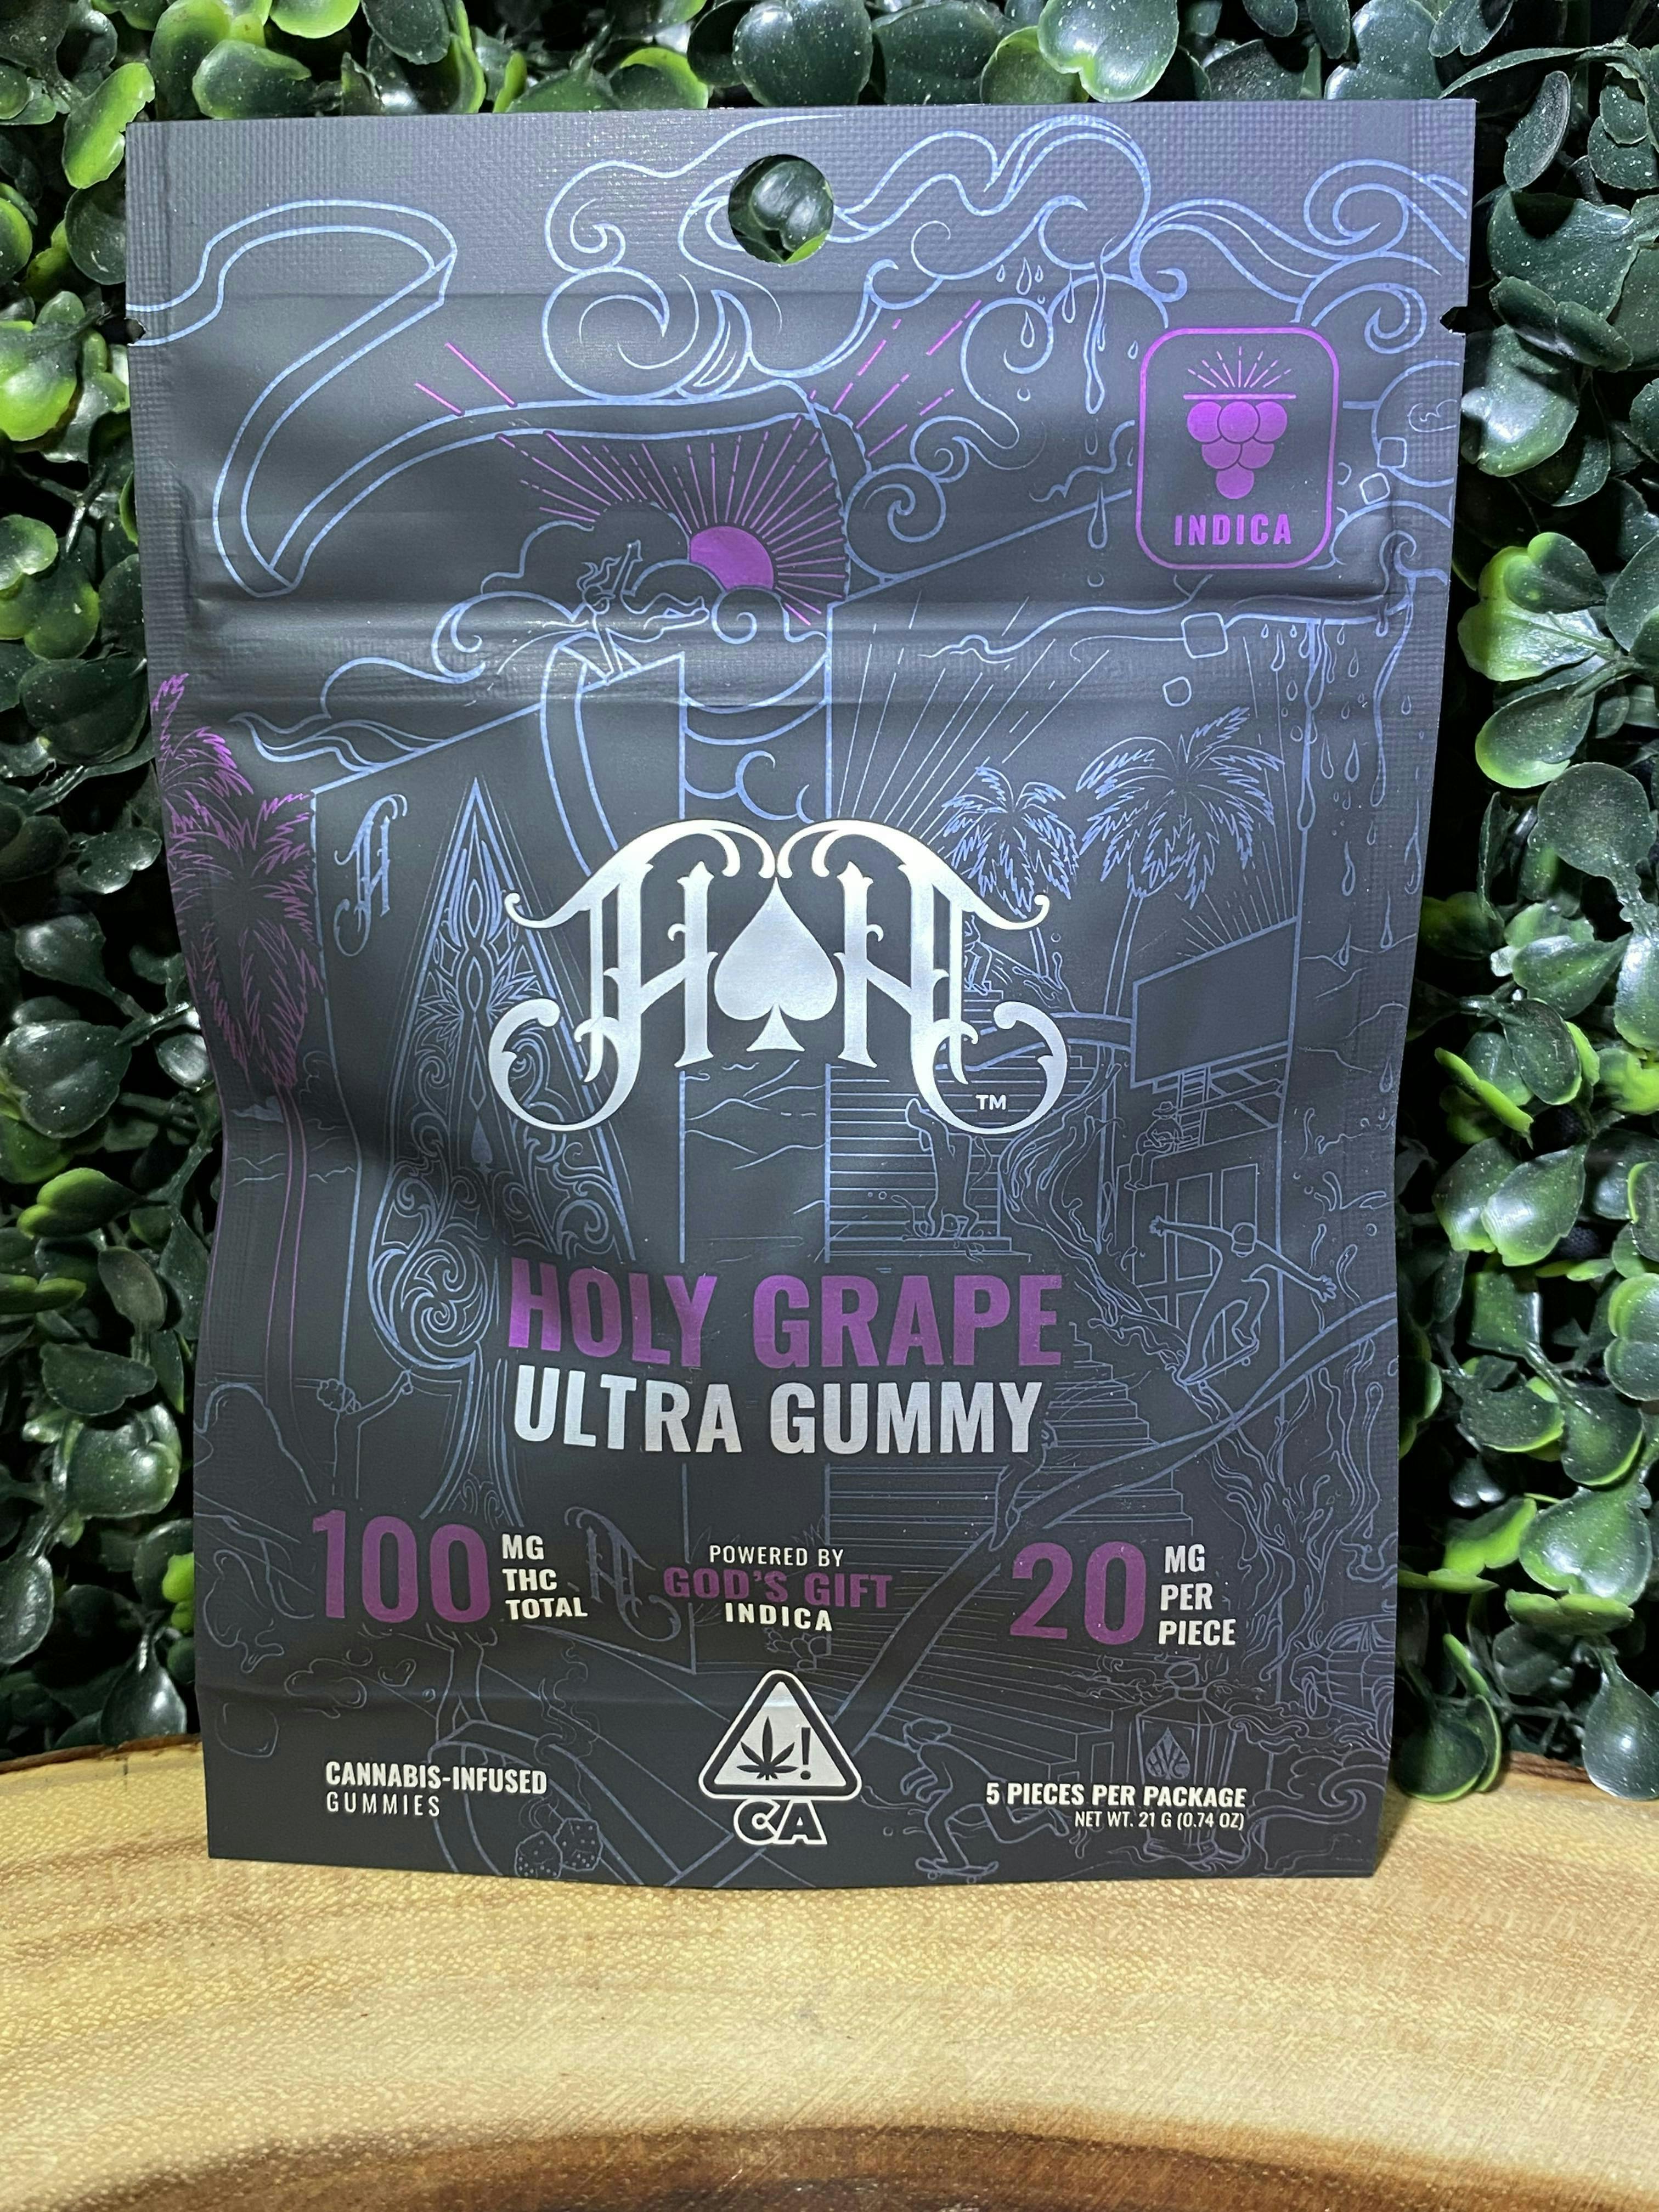 INDICA
H♠H
TM
HOLY GRAPE
ULTRA GUMMY
100 MG THC TOTAL
POWERED BY
GOD'S GIFT
INDICA
20 MG PER PIECE
CANNABIS-INFUSED
GUMMIES
!
CA
5 PIECES PER PACKAGE
NET WT. 21 G (0.74 OZ)